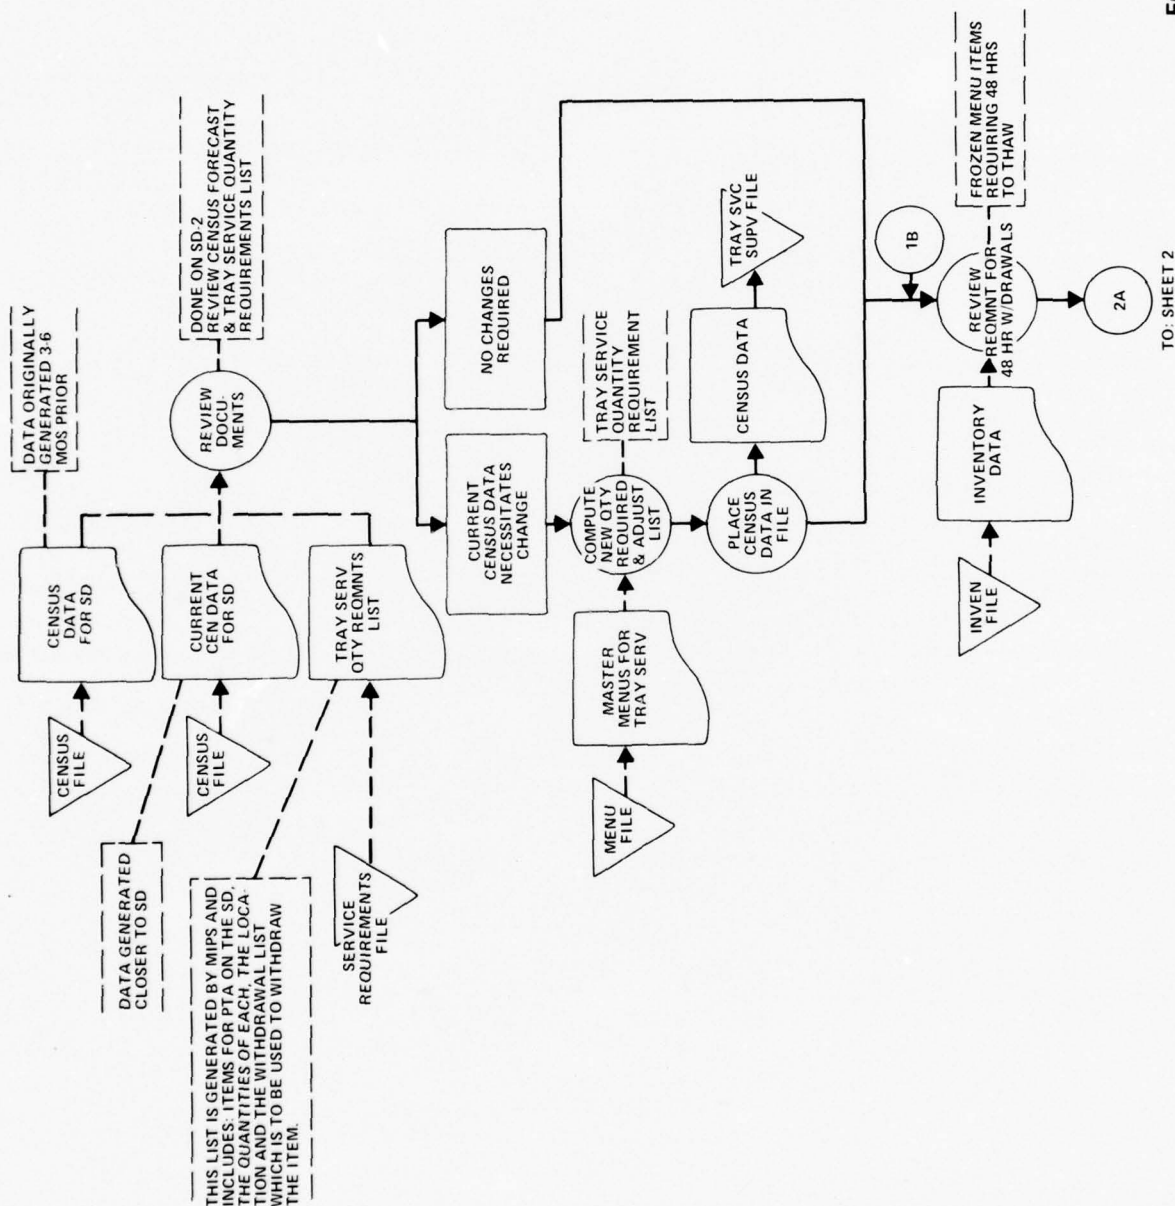 DATA ORIGINALLY
GENERATED 3-6
MOS PRIOR
CENSUS
FILE
CENSUS
DATA
FOR SD
DATA GENERATED
CLOSER TO SD
CENSUS
FILE
CURRENT
CEN DATA
FOR SD
REVIEW
DOCU-
MENTS
DONE ON SD-2
REVIEW CENSUS FORECAST
& TRAY SERVICE QUANTITY
REQUIREMENTS LIST
THIS LIST IS GENERATED BY MIPS AND
INCLUDES: ITEMS FOR PTA ON THE SD,
THE QUANTITIES OF EACH, THE LOCA-
TION AND THE WITHDRAWAL LIST
WHICH IS TO BE USED TO WITHDRAW
THE ITEM.
SERVICE
REQUIREMENTS
FILE
TRAY SERV
QTY REQMNTS
LIST
CURRENT
CENSUS DATA
NECESSITATES
CHANGE
NO CHANGES
REQUIRED
MENU
FILE
MASTER
MENUS FOR
TRAY SERV
COMPUTE
NEW QTY
REQUIRED
& ADJUST
LIST
TRAY SERVICE
QUANTITY
REQUIREMENT
LIST
PLACE
CENSUS
DATA IN
FILE
CENSUS DATA
TRAY SVC
SUPV FILE
1B
INVEN
FILE
INVENTORY
DATA
REVIEW
REQMNT FOR
48 HR W/DRAWALS
FROZEN MENU ITEMS
REQUIRING 48 HRS
TO THAW
2A
TO: SHEET 2